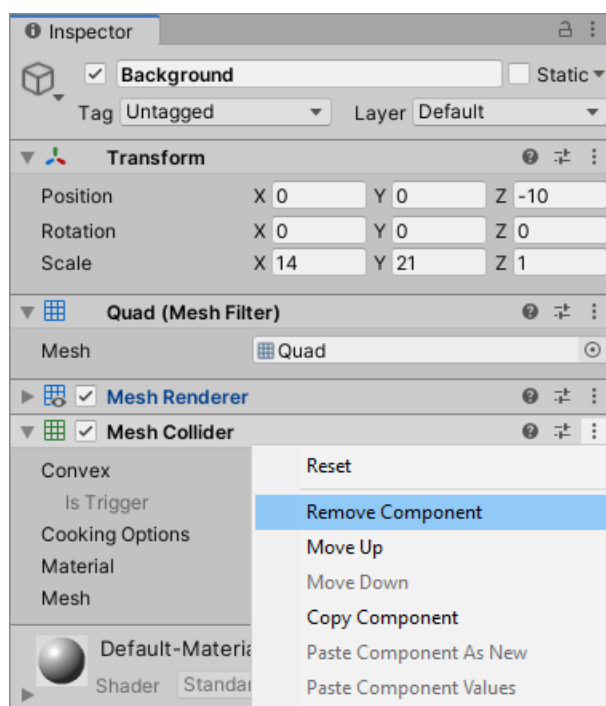 Inspector
Background Static
Tag Untagged Layer Default
Transform
Position X 0 Y 0 Z -10
Rotation X 0 Y 0 Z 0
Scale X 14 Y 21 Z 1
Quad (Mesh Filter)
Mesh Quad
Mesh Renderer
Mesh Collider
Convex Reset
Is Trigger Remove Component
Cooking Options Move Up
Material Move Down
Mesh Copy Component
Default-Materia Paste Component As New
Shader Standar Paste Component Values